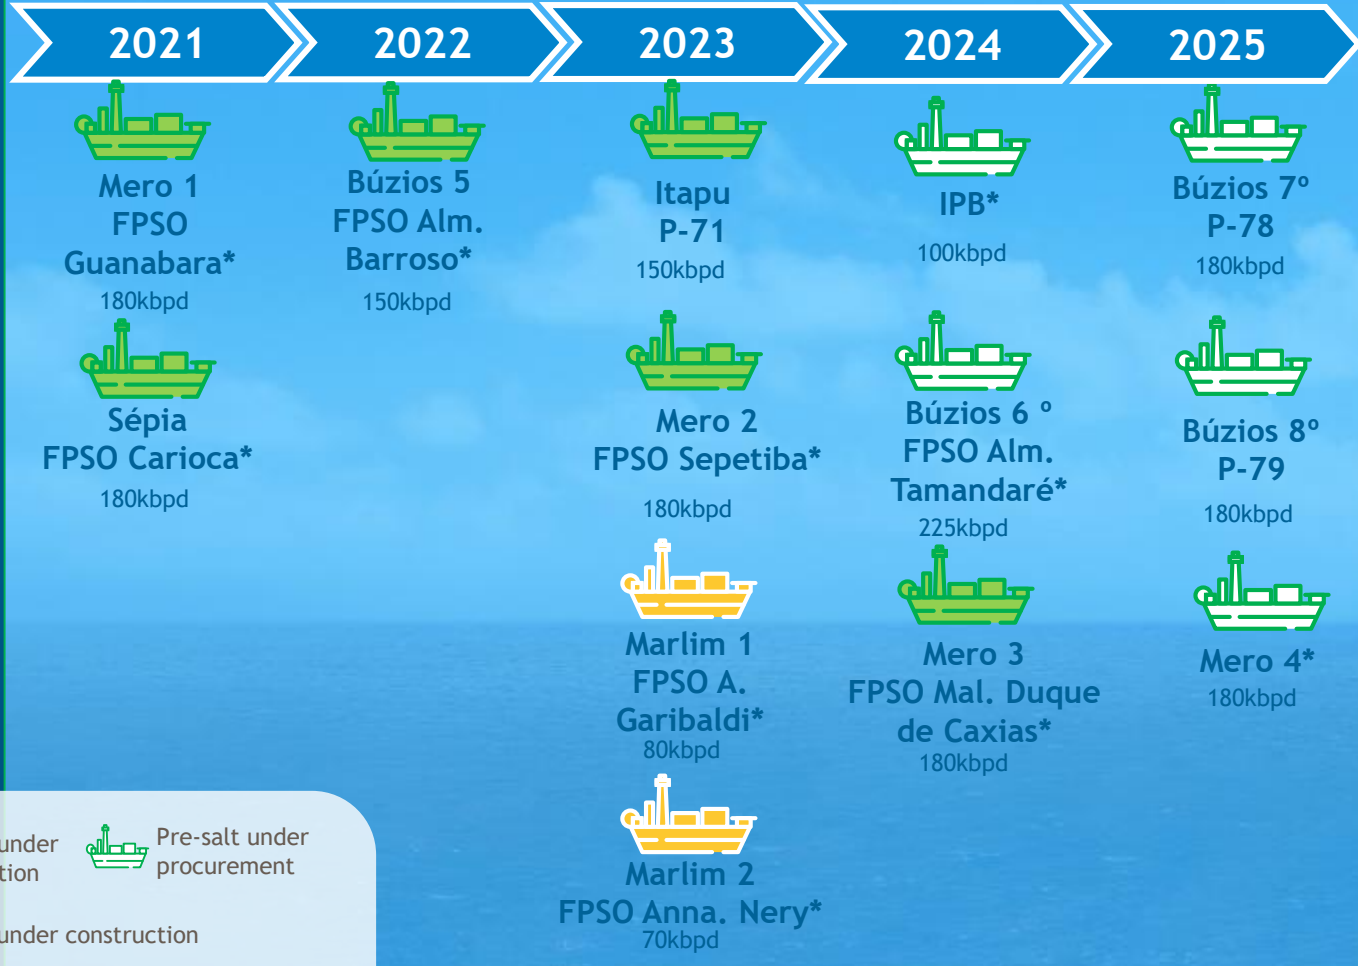 2021
2022
2023
2024
2025
Mero 1
FPSO
Guanabara*
180kbpd
Sépia
FPSO Carioca*
180kbpd
Búzios 5
FPSO Alm.
Barroso*
150kbpd
Itapu
P-71
150kbpd
Mero 2
FPSO Sepetiba*
180kbpd
Marlim 1
FPSO A.
Garibaldi*
80kbpd
Marlim 2
FPSO Anna. Nery*
70kbpd
IPB*
100kbpd
Búzios 6 º
FPSO Alm.
Tamandaré*
225kbpd
Mero 3
FPSO Mal. Duque
de Caxias*
180kbpd
Búzios 7º
P-78
180kbpd
Búzios 8º
P-79
180kbpd
Mero 4*
180kbpd
under
tion
Pre-salt under
procurement
under construction